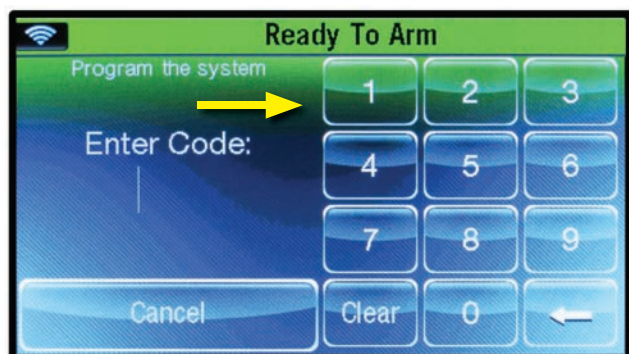 Ready To Arm
Program the system
Enter Code:
1 2 3
4 5 6
7 8 9
Cancel Clear 0